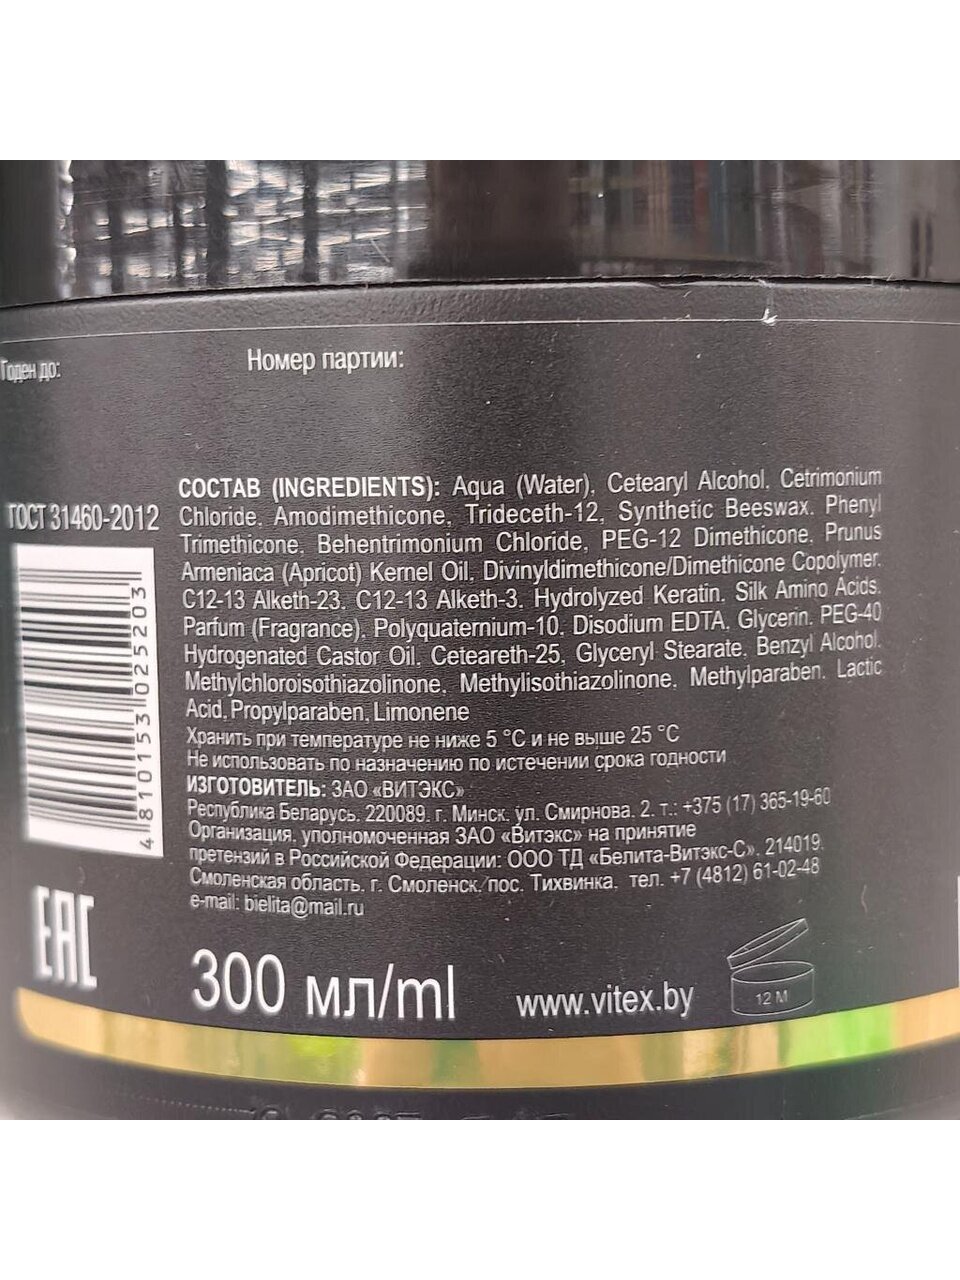 Годен до:
Номер партии:
ГОСТ 31460-2012
СОСТАВ (INGREDIENTS): Aqua (Water), Cetearyl Alcohol, Cetrimonium
Chloride, Amodimethicone, Trideceth-12, Synthetic Beeswax, Phenyl
Trimethicone, Behentrimonium Chloride, PEG-12 Dimethicone, Prunus
Armeniaca (Apricot) Kernel Oil, Divinyldimethicone/Dimethicone Copolymer,
C12-13 Alketh-23, C12-13 Alketh-3, Hydrolyzed Keratin, Silk Amino Acids,
Parfum (Fragrance), Polyquaternium-10, Disodium EDTA, Glycerin, PEG-40
Hydrogenated Castor Oil, Ceteareth-25, Glyceryl Stearate, Benzyl Alcohol,
Methylchloroisothiazolinone, Methylisothiazolinone, Methylparaben, Lactic
Acid, Propylparaben, Limonene
Хранить при температуре не ниже 5 °С и не выше 25 °С
Не использовать по назначению по истечении срока годности
ИЗГОТОВИТЕЛЬ: ЗАО «ВИТЭКС»
Республика Беларусь, 220089, г. Минск, ул. Смирнова, 2, т.: +375 (17) 365-19-60
Организация, уполномоченная ЗАО «Витэкс» на принятие
претензий в Российской Федерации: ООО ТД «Белита-Витэкс-С», 214019,
Смоленская область, г. Смоленск, пос. Тихвинка, тел. +7 (4812) 61-02-48
e-mail: bielita@mail.ru
4 810153 025203
EAC
300 мл/ml
www.vitex.by
12 M